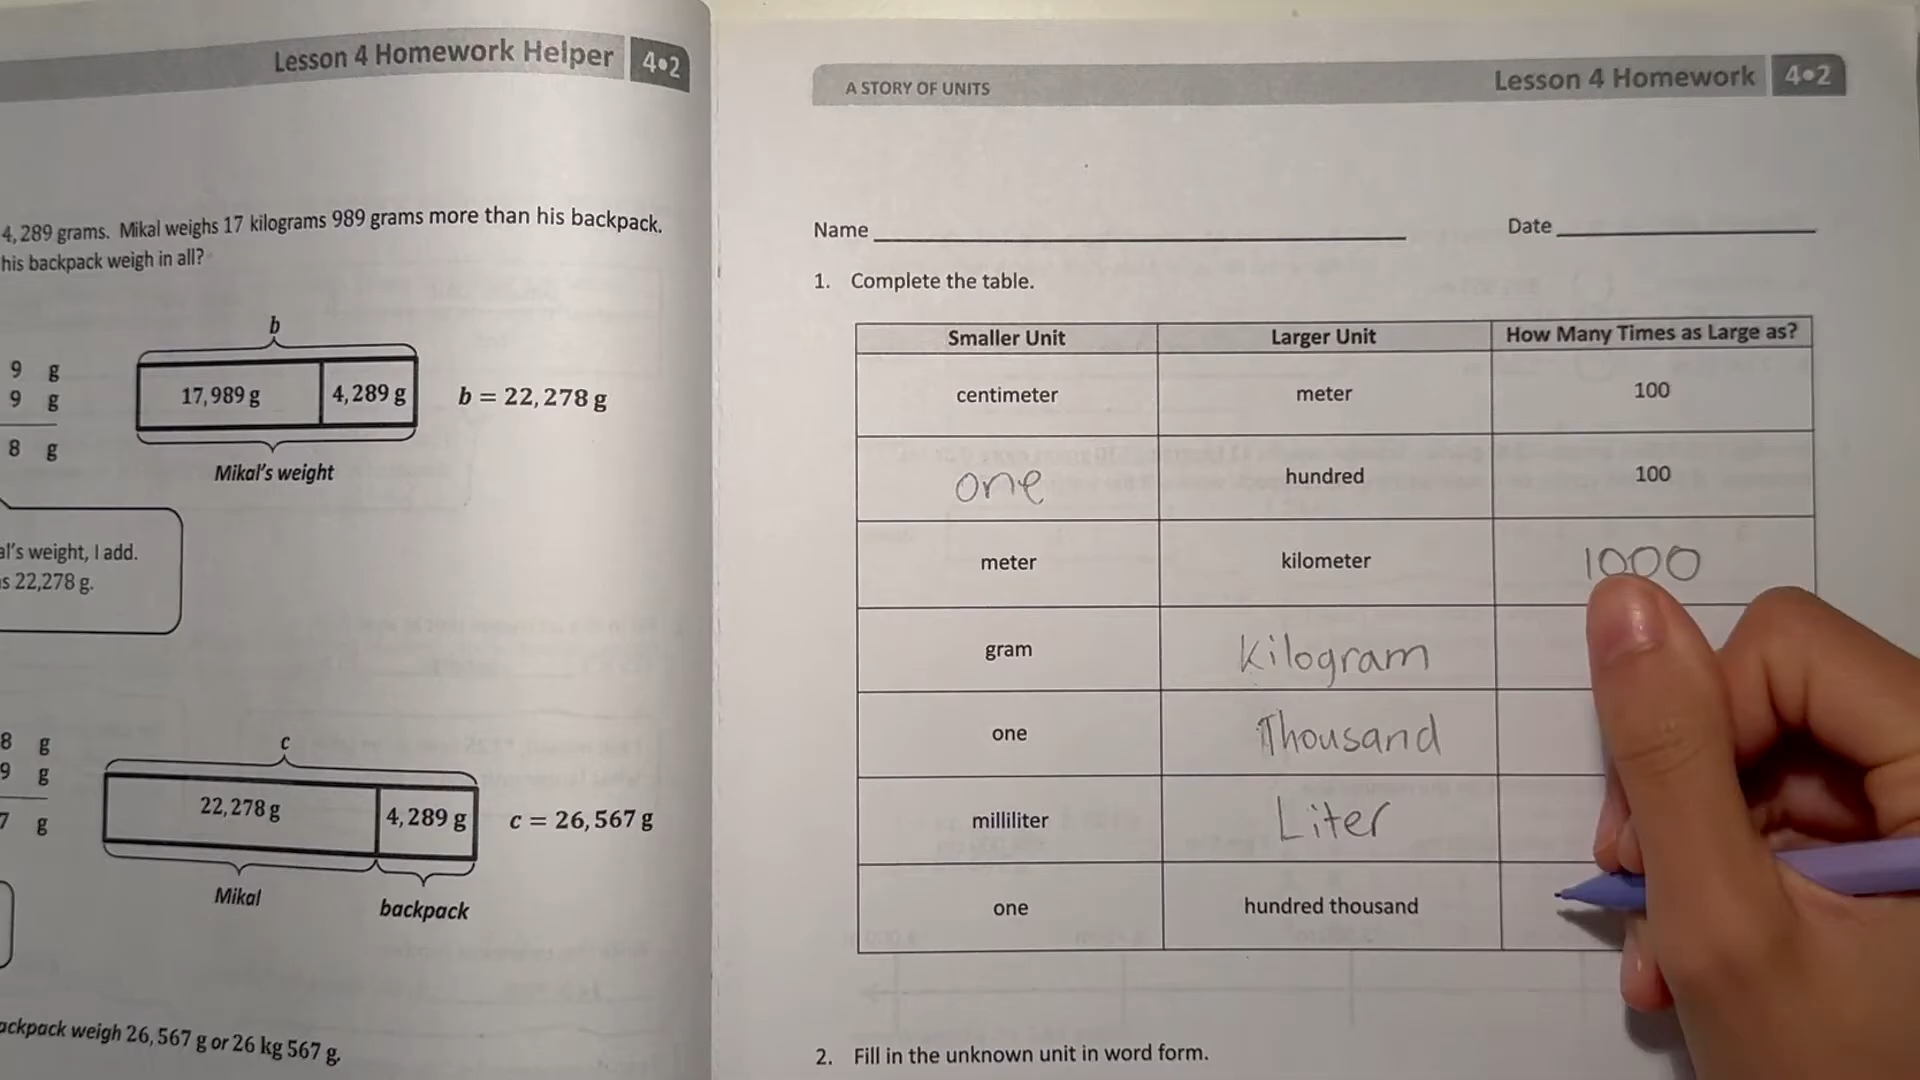 Lesson 4 Homework Helper 4•2
4,289 grams. Mikal weighs 17 kilograms 989 grams more than his backpack.
his backpack weigh in all?
b
9 g
9 g
8 g
17,989 g 4,289 g
b = 22,278 g
Mikal's weight
al's weight, I add.
s 22,278 g.
c
8 g
9 g
7 g
22,278 g 4,289 g
c = 26,567 g
Mikal
backpack
ackpack weigh 26,567 g or 26 kg 567 g.
A STORY OF UNITS
Lesson 4 Homework 4•2
Name
Date
1. Complete the table.
Smaller Unit Larger Unit How Many Times as Large as?
centimeter meter 100
one hundred 100
meter kilometer 1000
gram Kilogram
one Thousand
milliliter Liter
one hundred thousand
2. Fill in the unknown unit in word form.